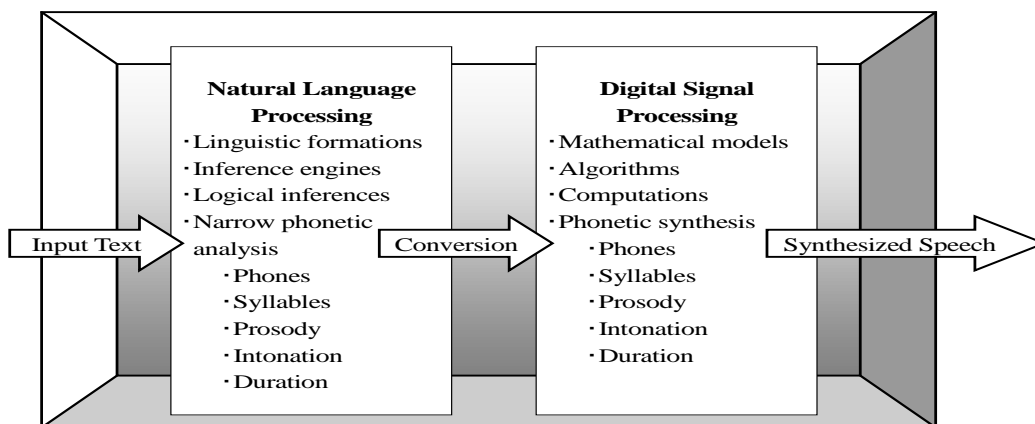 Input Text
Natural Language
Processing
·Linguistic formations
·Inference engines
·Logical inferences
·Narrow phonetic
analysis
·Phones
·Syllables
·Prosody
·Intonation
·Duration
Conversion
Digital Signal
Processing
·Mathematical models
·Algorithms
·Computations
·Phonetic synthesis
·Phones
·Syllables
·Prosody
·Intonation
·Duration
Synthesized Speech